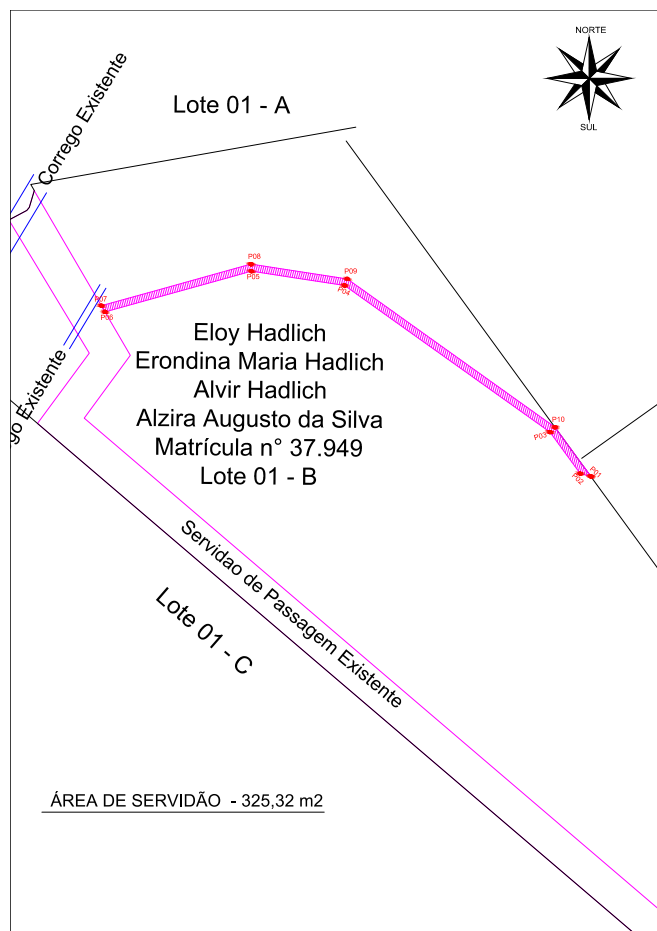 NORTE
SUL
Corrego Existente
Lote 01 - A
P08
P05
P09
P04
P07
P06
Eloy Hadlich
Erondina Maria Hadlich
Alvir Hadlich
Alzira Augusto da Silva
Matrícula n° 37.949
Lote 01 - B
go Existente
P10
P03
P01
P02
Servidao de Passagem Existente
Lote 01 - C
ÁREA DE SERVIDÃO - 325,32 m2